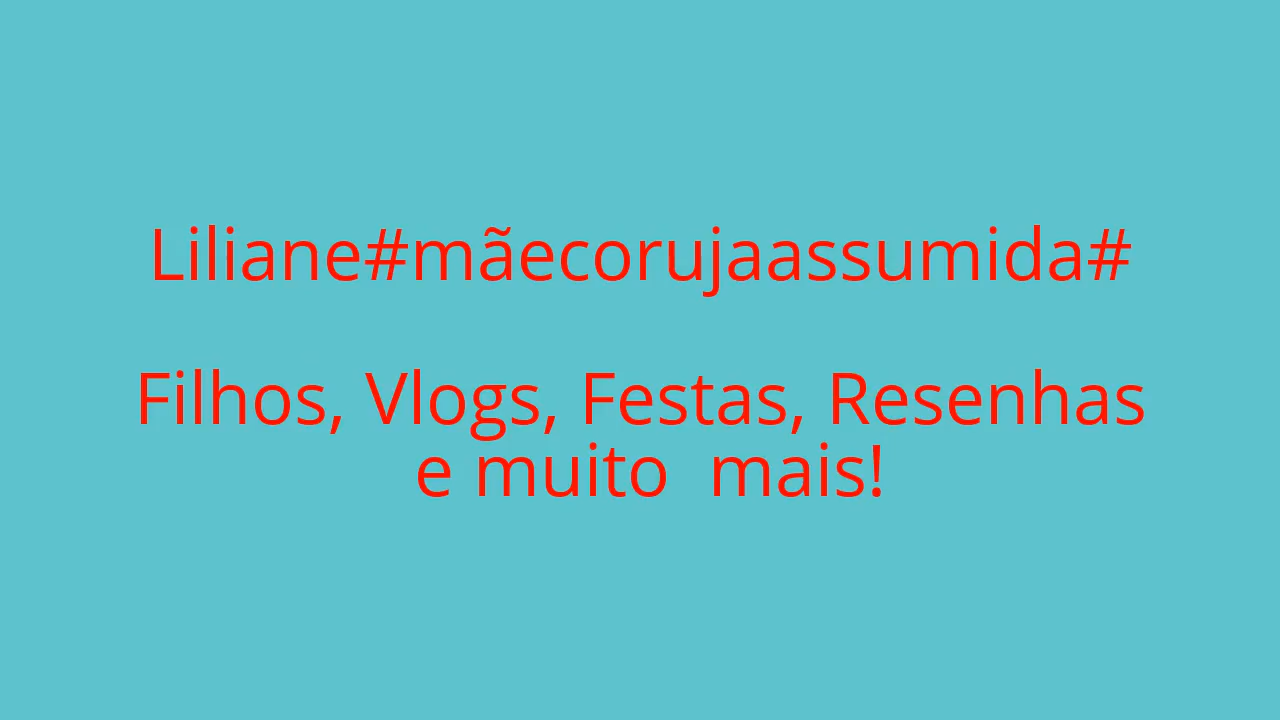 Liliane#mãecorujaassumida#
Filhos, Vlogs, Festas, Resenhas
e muito  mais!